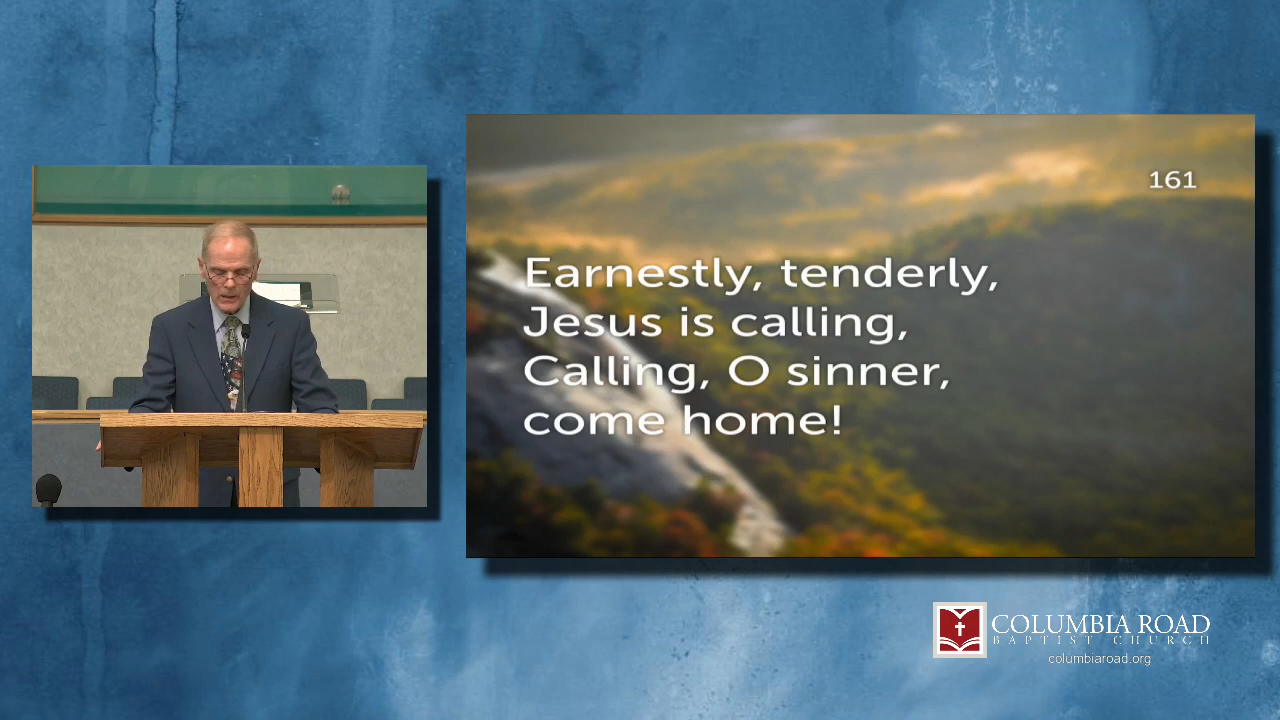 161
Earnestly, tenderly,
Jesus is calling,
Calling, O sinner,
come home!
COLUMBIA ROAD
BAPTIST CHURCH
columbiaroad.org